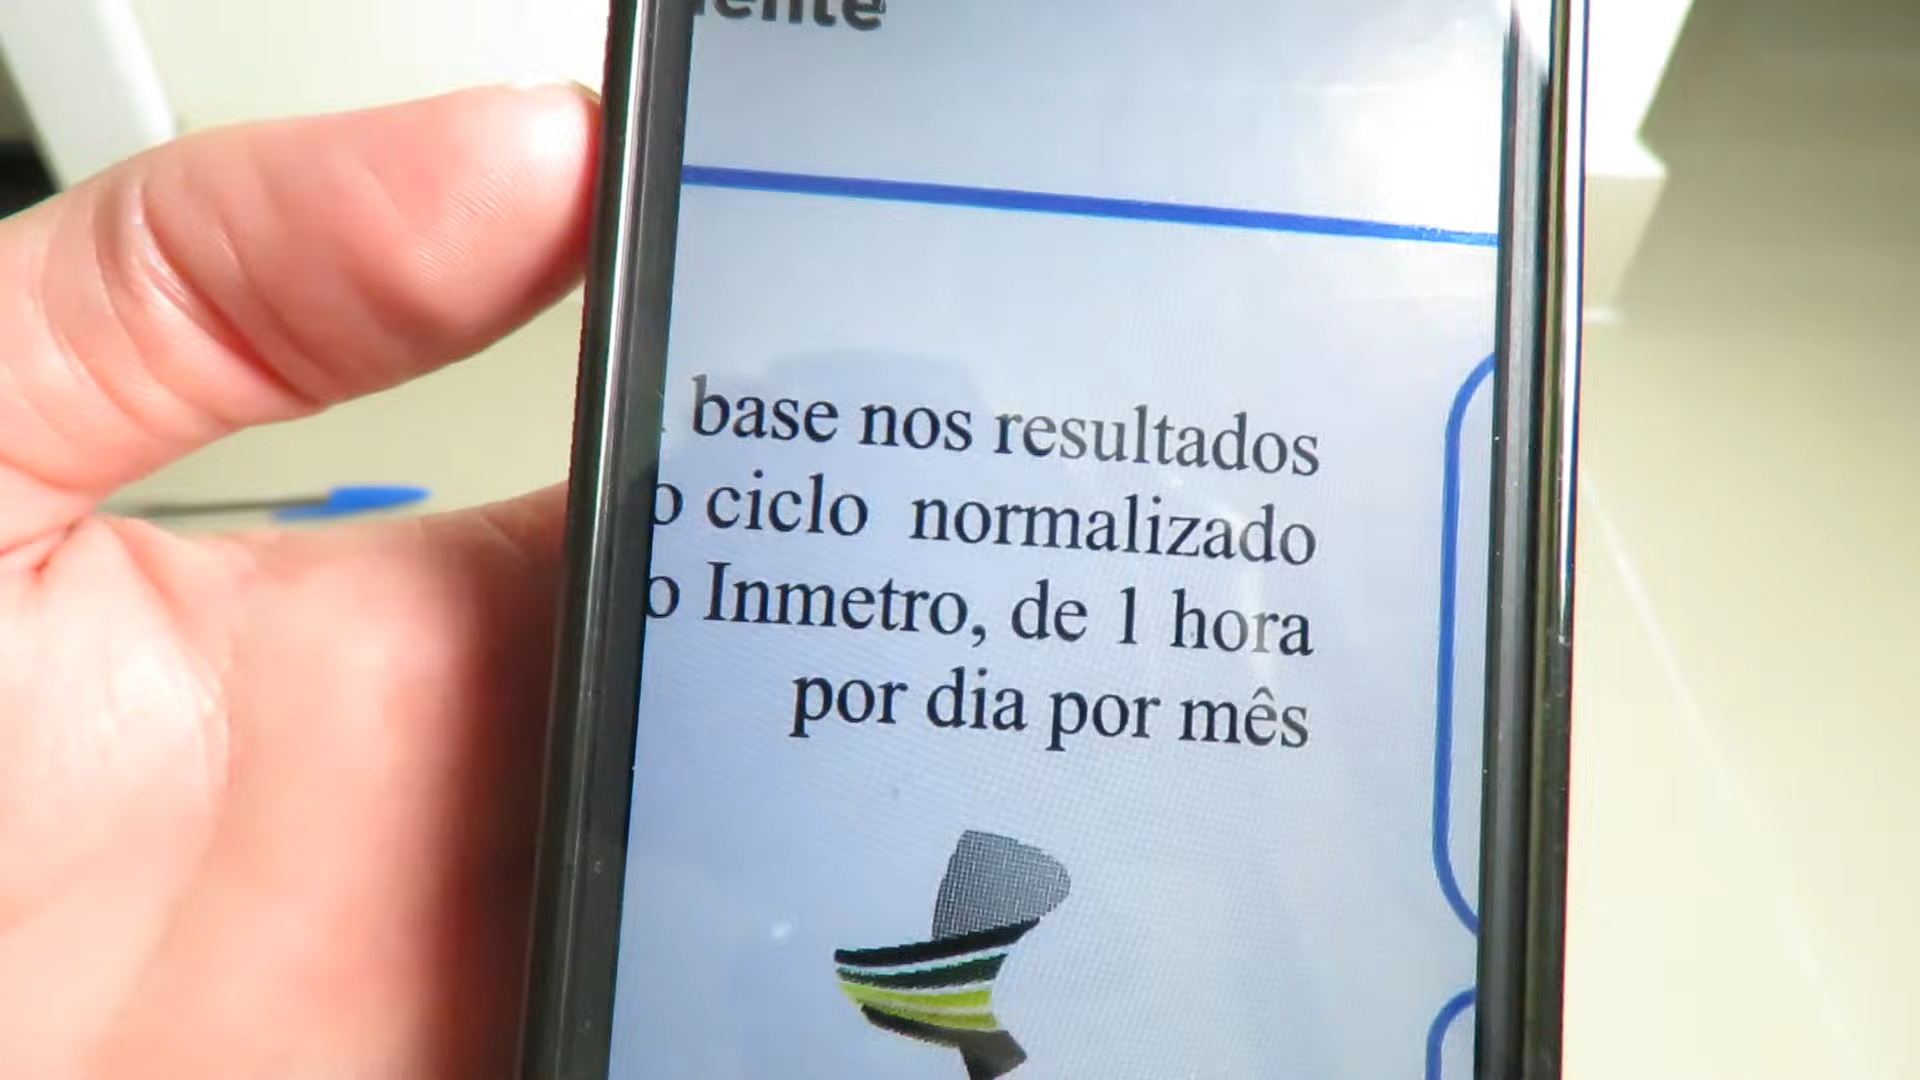 base nos resultados
o ciclo normalizado
o Inmetro, de 1 hora
por dia por mês